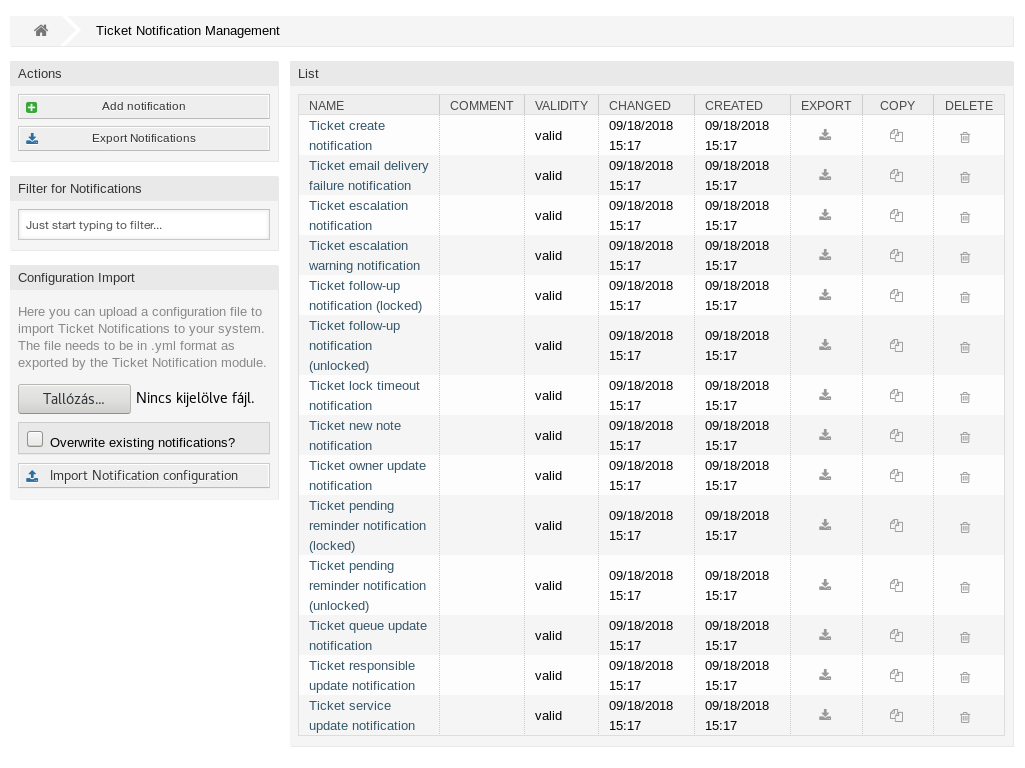 Ticket Notification Management
Actions
Add notification
Export Notifications
Filter for Notifications
Just start typing to filter...
Configuration Import
Here you can upload a configuration file to
import Ticket Notifications to your system.
The file needs to be in .yml format as
exported by the Ticket Notification module.
Tallózás... Nincs kijelölve fájl.
Overwrite existing notifications?
Import Notification configuration
List
NAME COMMENT VALIDITY CHANGED CREATED EXPORT COPY DELETE
Ticket create
notification
valid
09/18/2018
15:17
09/18/2018
15:17
Ticket email delivery
failure notification
valid
09/18/2018
15:17
09/18/2018
15:17
Ticket escalation
notification
valid
09/18/2018
15:17
09/18/2018
15:17
Ticket escalation
warning notification
valid
09/18/2018
15:17
09/18/2018
15:17
Ticket follow-up
notification (locked)
valid
09/18/2018
15:17
09/18/2018
15:17
Ticket follow-up
notification
(unlocked)
valid
09/18/2018
15:17
09/18/2018
15:17
Ticket lock timeout
notification
valid
09/18/2018
15:17
09/18/2018
15:17
Ticket new note
notification
valid
09/18/2018
15:17
09/18/2018
15:17
Ticket owner update
notification
valid
09/18/2018
15:17
09/18/2018
15:17
Ticket pending
reminder notification
(locked)
valid
09/18/2018
15:17
09/18/2018
15:17
Ticket pending
reminder notification
(unlocked)
valid
09/18/2018
15:17
09/18/2018
15:17
Ticket queue update
notification
valid
09/18/2018
15:17
09/18/2018
15:17
Ticket responsible
update notification
valid
09/18/2018
15:17
09/18/2018
15:17
Ticket service
update notification
valid
09/18/2018
15:17
09/18/2018
15:17